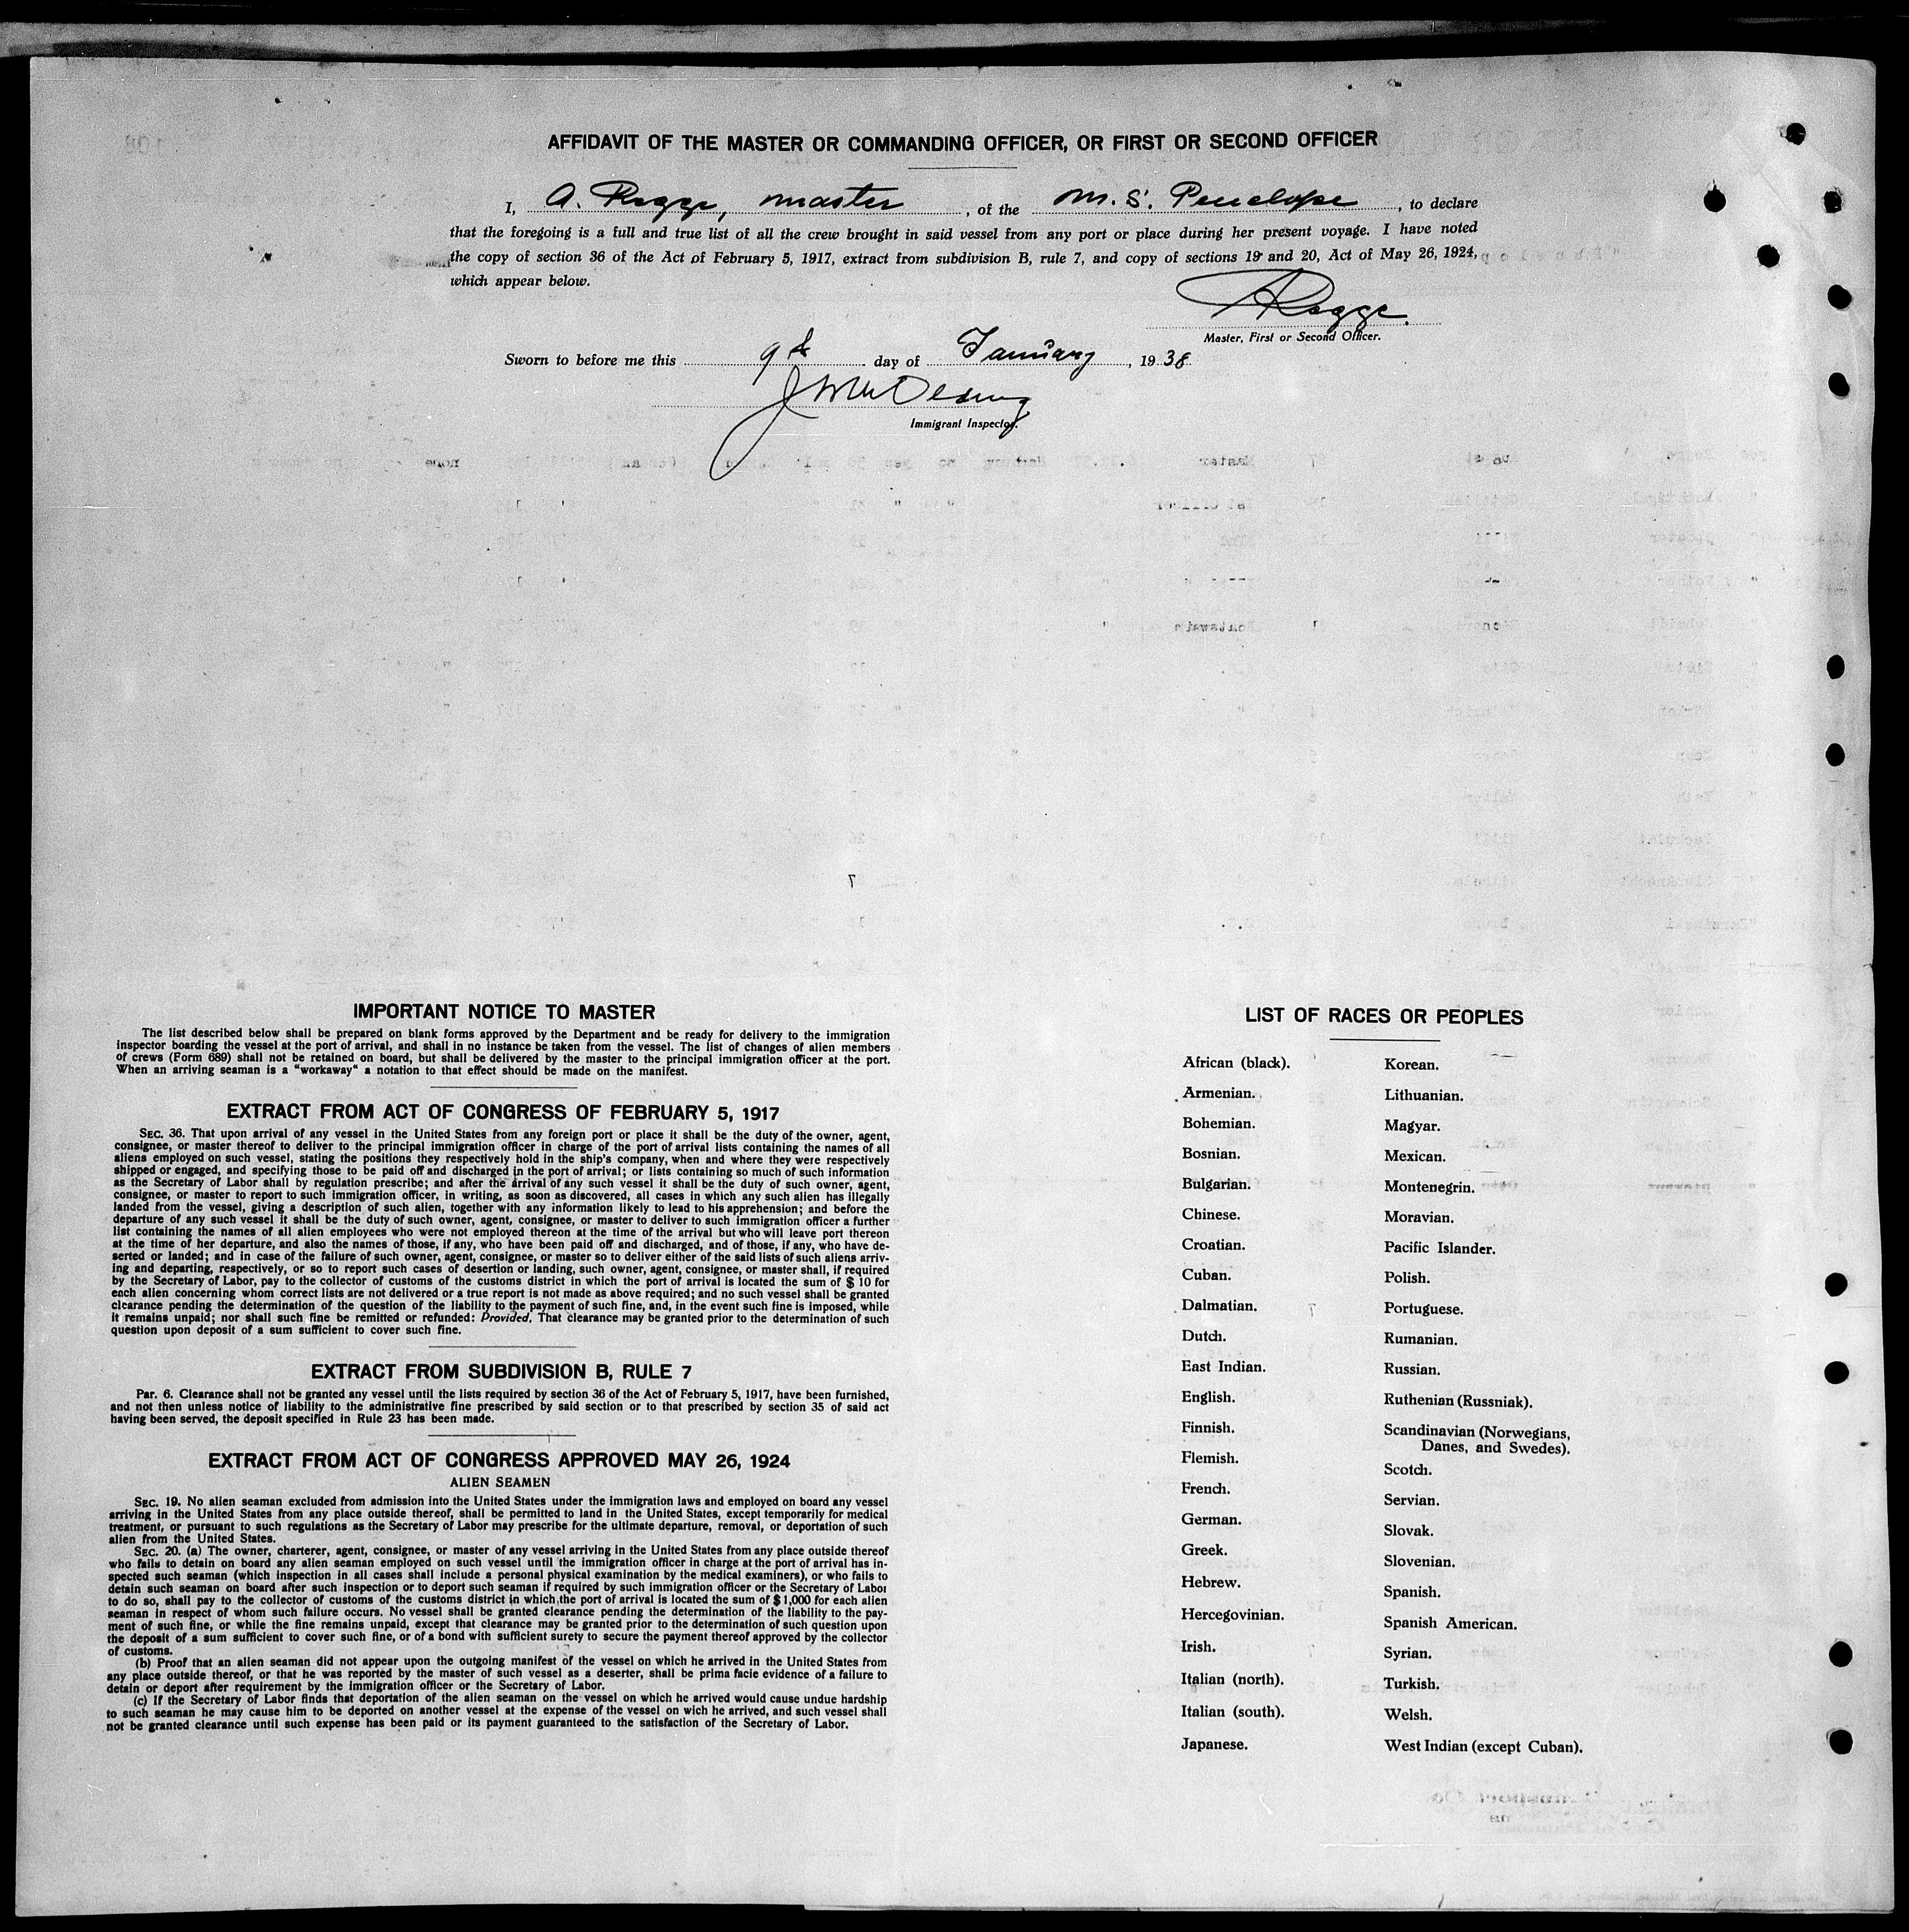 AFFIDAVIT OF THE MASTER OR COMMANDING OFFICER, OR FIRST OR SECOND OFFICER
I, A. Rogge, master, of the M. S. Penelope, to declare
that the foregoing is a full and true list of all the crew brought in said vessel from any port or place during her present voyage. I have noted
the copy of section 36 of the Act of February 5, 1917, extract from subdivision B, rule 7, and copy of sections 19 and 20, Act of May 26, 1924,
which appear below.
ARogge.
Master, First or Second Officer.
Sworn to before me this 9th day of January, 1938
Immigrant Inspector.
IMPORTANT NOTICE TO MASTER
The list described below shall be prepared on blank forms approved by the Department and be ready for delivery to the immigration
inspector boarding the vessel at the port of arrival, and shall in no instance be taken from the vessel. The list of changes of alien members
of crews (Form 689) shall not be retained on board, but shall be delivered by the master to the principal immigration officer at the port.
When an arriving seaman is a "workaway" a notation to that effect should be made on the manifest.
EXTRACT FROM ACT OF CONGRESS OF FEBRUARY 5, 1917
SEC. 36. That upon arrival of any vessel in the United States from any foreign port or place it shall be the duty of the owner, agent,
consignee, or master thereof to deliver to the principal immigration officer in charge of the port of arrival lists containing the names of all
aliens employed on such vessel, stating the positions they respectively hold in the ship's company, when and where they were respectively
shipped or engaged, and specifying those to be paid off and discharged in the port of arrival; or lists containing so much of such information
as the Secretary of Labor shall by regulation prescribe; and after the arrival of any such vessel it shall be the duty of such owner, agent,
consignee, or master to report to such immigration officer, in writing, as soon as discovered, all cases in which any such alien has illegally
landed from the vessel, giving a description of such alien, together with any information likely to lead to his apprehension; and before the
departure of any such vessel it shall be the duty of such owner, agent, consignee, or master to deliver to such immigration officer a further
list containing the names of all alien employees who were not employed thereon at the time of the arrival but who will leave port thereon
at the time of her departure, and also the names of those, if any, who have been paid off and discharged, and of those, if any, who have de-
serted or landed; and in case of the failure of such owner, agent, consignee, or master so to deliver either of the said lists of such aliens arriv-
ing and departing, respectively, or so to report such cases of desertion or landing, such owner, agent, consignee, or master shall, if required
by the Secretary of Labor, pay to the collector of customs of the customs district in which the port of arrival is located the sum of $ 10 for
each alien concerning whom correct lists are not delivered or a true report is not made as above required; and no such vessel shall be granted
clearance pending the determination of the question of the liability to the payment of such fine, and, in the event such fine is imposed, while
it remains unpaid; nor shall such fine be remitted or refunded: Provided, That clearance may be granted prior to the determination of such
question upon deposit of a sum sufficient to cover such fine.
EXTRACT FROM SUBDIVISION B, RULE 7
Par. 6. Clearance shall not be granted any vessel until the lists required by section 36 of the Act of February 5, 1917, have been furnished,
and not then unless notice of liability to the administrative fine prescribed by said section or to that prescribed by section 35 of said act
having been served, the deposit specified in Rule 23 has been made.
EXTRACT FROM ACT OF CONGRESS APPROVED MAY 26, 1924
ALIEN SEAMEN
SEC. 19. No alien seaman excluded from admission into the United States under the immigration laws and employed on board any vessel
arriving in the United States from any place outside thereof, shall be permitted to land in the United States, except temporarily for medical
treatment, or pursuant to such regulations as the Secretary of Labor may prescribe for the ultimate departure, removal, or deportation of such
alien from the United States.
SEC. 20. (a) The owner, charterer, agent, consignee, or master of any vessel arriving in the United States from any place outside thereof
who fails to detain on board any alien seaman employed on such vessel until the immigration officer in charge at the port of arrival has in-
spected such seaman (which inspection in all cases shall include a personal physical examination by the medical examiners), or who fails to
detain such seaman on board after such inspection or to deport such seaman if required by such immigration officer or the Secretary of Labor
to do so, shall pay to the collector of customs of the customs district in which the port of arrival is located the sum of $ 1,000 for each alien
seaman in respect of whom such failure occurs. No vessel shall be granted clearance pending the determination of the liability to the pay-
ment of such fine, or while the fine remains unpaid, except that clearance may be granted prior to the determination of such question upon
the deposit of a sum sufficient to cover such fine, or of a bond with sufficient surety to secure the payment thereof approved by the collector
of customs.
(b) Proof that an alien seaman did not appear upon the outgoing manifest of the vessel on which he arrived in the United States from
any place outside thereof, or that he was reported by the master of such vessel as a deserter, shall be prima facie evidence of a failure to
detain or deport after requirement by the immigration officer or the Secretary of Labor.
(c) If the Secretary of Labor finds that deportation of the alien seaman on the vessel on which he arrived would cause undue hardship
to such seaman he may cause him to be deported on another vessel at the expense of the vessel on wich he arrived, and such vessel shall
not be granted clearance until such expense has been paid or its payment guaranteed to the satisfaction of the Secretary of Labor.
LIST OF RACES OR PEOPLES
African (black).
Armenian.
Bohemian.
Bosnian.
Bulgarian.
Chinese.
Croatian.
Cuban.
Dalmatian.
Dutch.
East Indian.
English.
Finnish.
Flemish.
French.
German.
Greek.
Hebrew.
Hercegovinian.
Irish.
Italian (north).
Italian (south).
Japanese.
Korean.
Lithuanian.
Magyar.
Mexican.
Montenegrin.
Moravian.
Pacific Islander.
Polish.
Portuguese.
Rumanian.
Russian.
Ruthenian (Russniak).
Scandinavian (Norwegians,
Danes, and Swedes).
Scotch.
Servian.
Slovak.
Slovenian.
Spanish.
Spanish American.
Syrian.
Turkish.
Welsh.
West Indian (except Cuban).